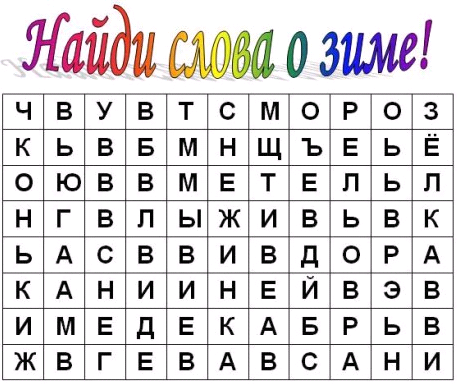 Найди слова о зиме!
Ч В У В Т С М О Р О З
К Ь В Б М Н Щ Ъ Е Ь Ё
О Ю В В М Е Т Е Л Ь Л
Н Г В Л Ы Ж И В Ь В К
Ь А С В В И В Д О Р А
К А Н И И Н Е Й В Э В
И М Е Д Е К А Б Р Ь В
Ж В Г Е В А В С А Н И